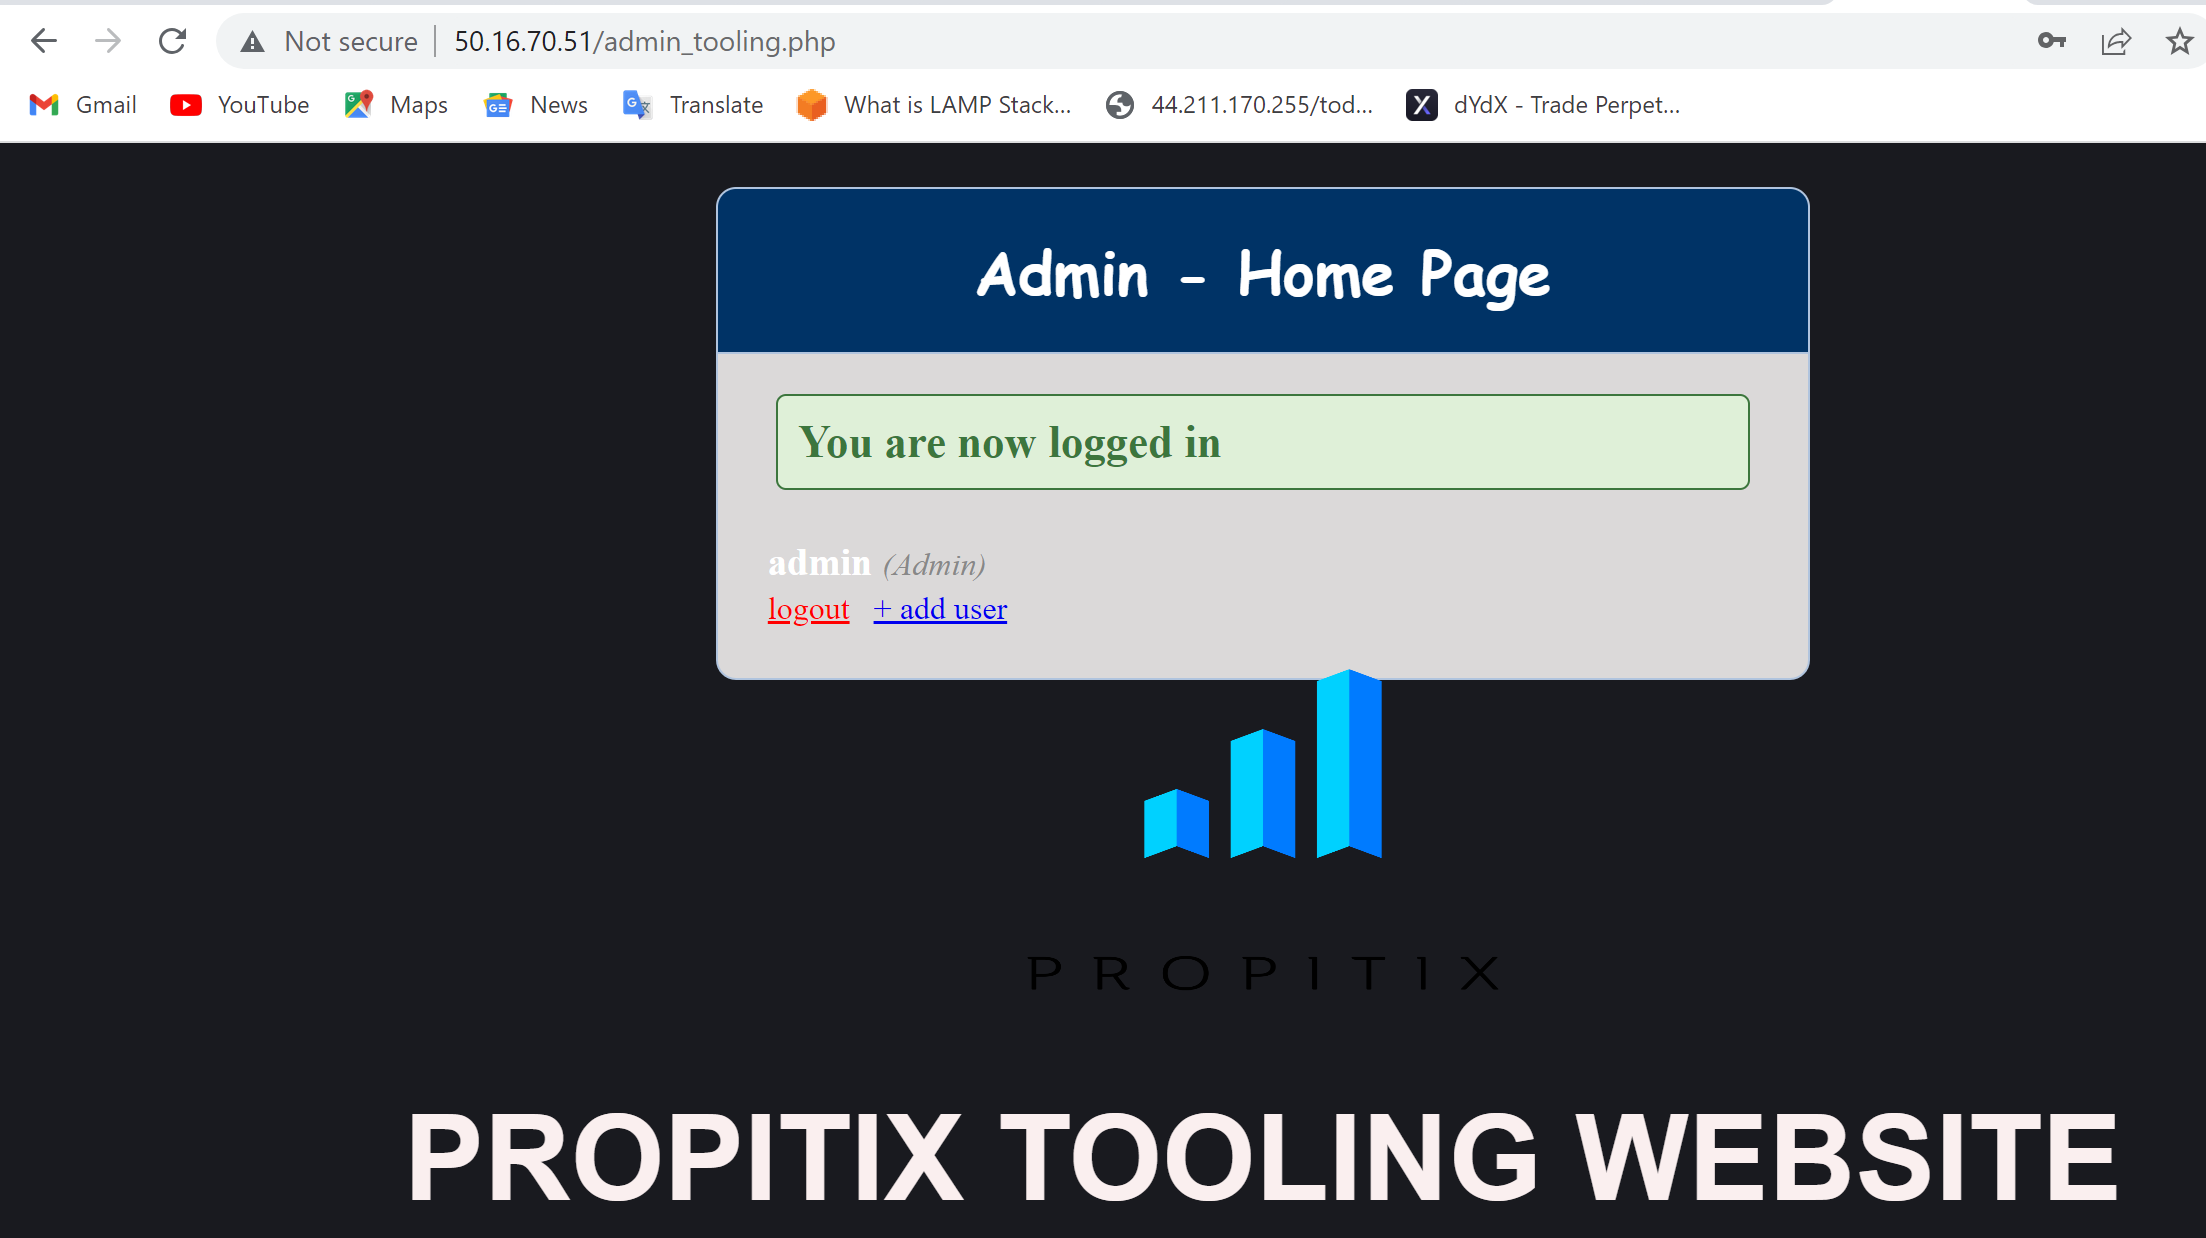 Not secure 50.16.70.51/admin_tooling.php
Gmail YouTube Maps News Translate What is LAMP Stack... 44.211.170.255/tod... dYdX - Trade Perpet...
Admin - Home Page
You are now logged in
admin (Admin)
logout + add user
PROPITIX
PROPITIX TOOLING WEBSITE